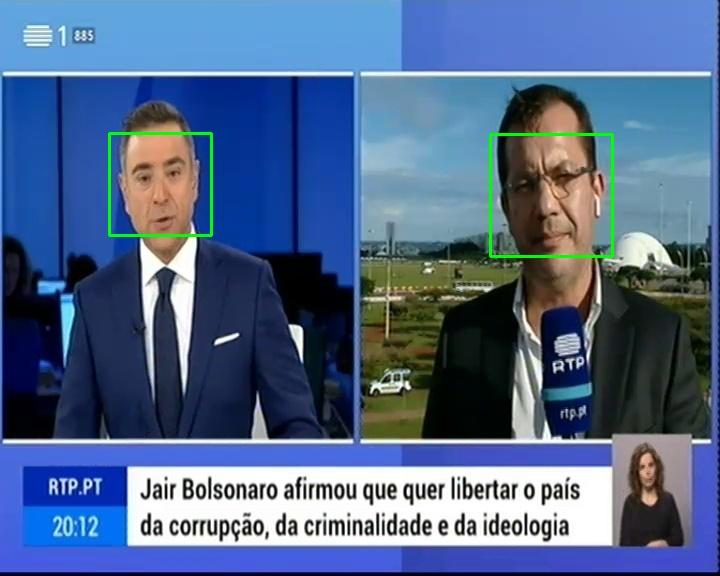 1 885
RTP
rtp.pt
RTP.PT
20:12
Jair Bolsonaro afirmou que quer libertar o país
da corrupção, da criminalidade e da ideologia